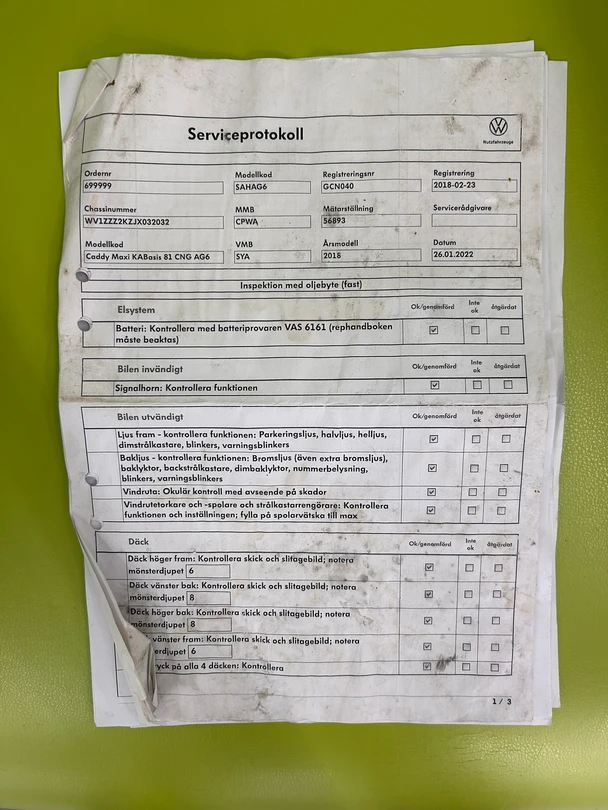 Serviceprotokoll
Nutzfahrzeuge
Ordernr Modellkod Registreringsnr Registrering
699999 SAHAG6 GCN040 2018-02-23
Chassinummer MMB Mätarställning Servicerådgivare
WV1ZZZ2KZJX032032 CPWA 56893
Modellkod VMB Årsmodell Datum
Caddy Maxi KABasis 81 CNG AG6 SYA 2018 26.01.2022
Inspektion med oljebyte (fast)
Elsystem Ok/genomförd Inte ok åtgärdat
Batteri: Kontrollera med batteriprovaren VAS 6161 (rephandboken
måste beaktas)
Bilen invändigt Ok/genomförd Inte ok åtgärdat
Signalhorn: Kontrollera funktionen
Bilen utvändigt Ok/genomförd Inte ok åtgärdat
Ljus fram - kontrollera funktionen: Parkeringsljus, halvljus, helljus,
dimstrålkastare, blinkers, varningsblinkers
Bakljus - kontrollera funktionen: Bromsljus (även extra bromsljus),
baklyktor, backstrålkastare, dimbaklyktor, nummerbelysning,
blinkers, varningsblinkers
Vindruta: Okulär kontroll med avseende på skador
Vindrutetorkare och -spolare och strålkastarrengörare: Kontrollera
funktionen och inställningen; fylla på spolarvätska till max
Däck Ok/genomförd Inte ok åtgärdat
Däck höger fram: Kontrollera skick och slitagebild; notera
mönsterdjupet 6
Däck vänster bak: Kontrollera skick och slitagebild; notera
mönsterdjupet 8
Däck höger bak: Kontrollera skick och slitagebild; notera
mönsterdjupet 8
vänster fram: Kontrollera skick och slitagebild; notera
erdjupet 6
ryck på alla 4 däcken: Kontrollera
1 / 3